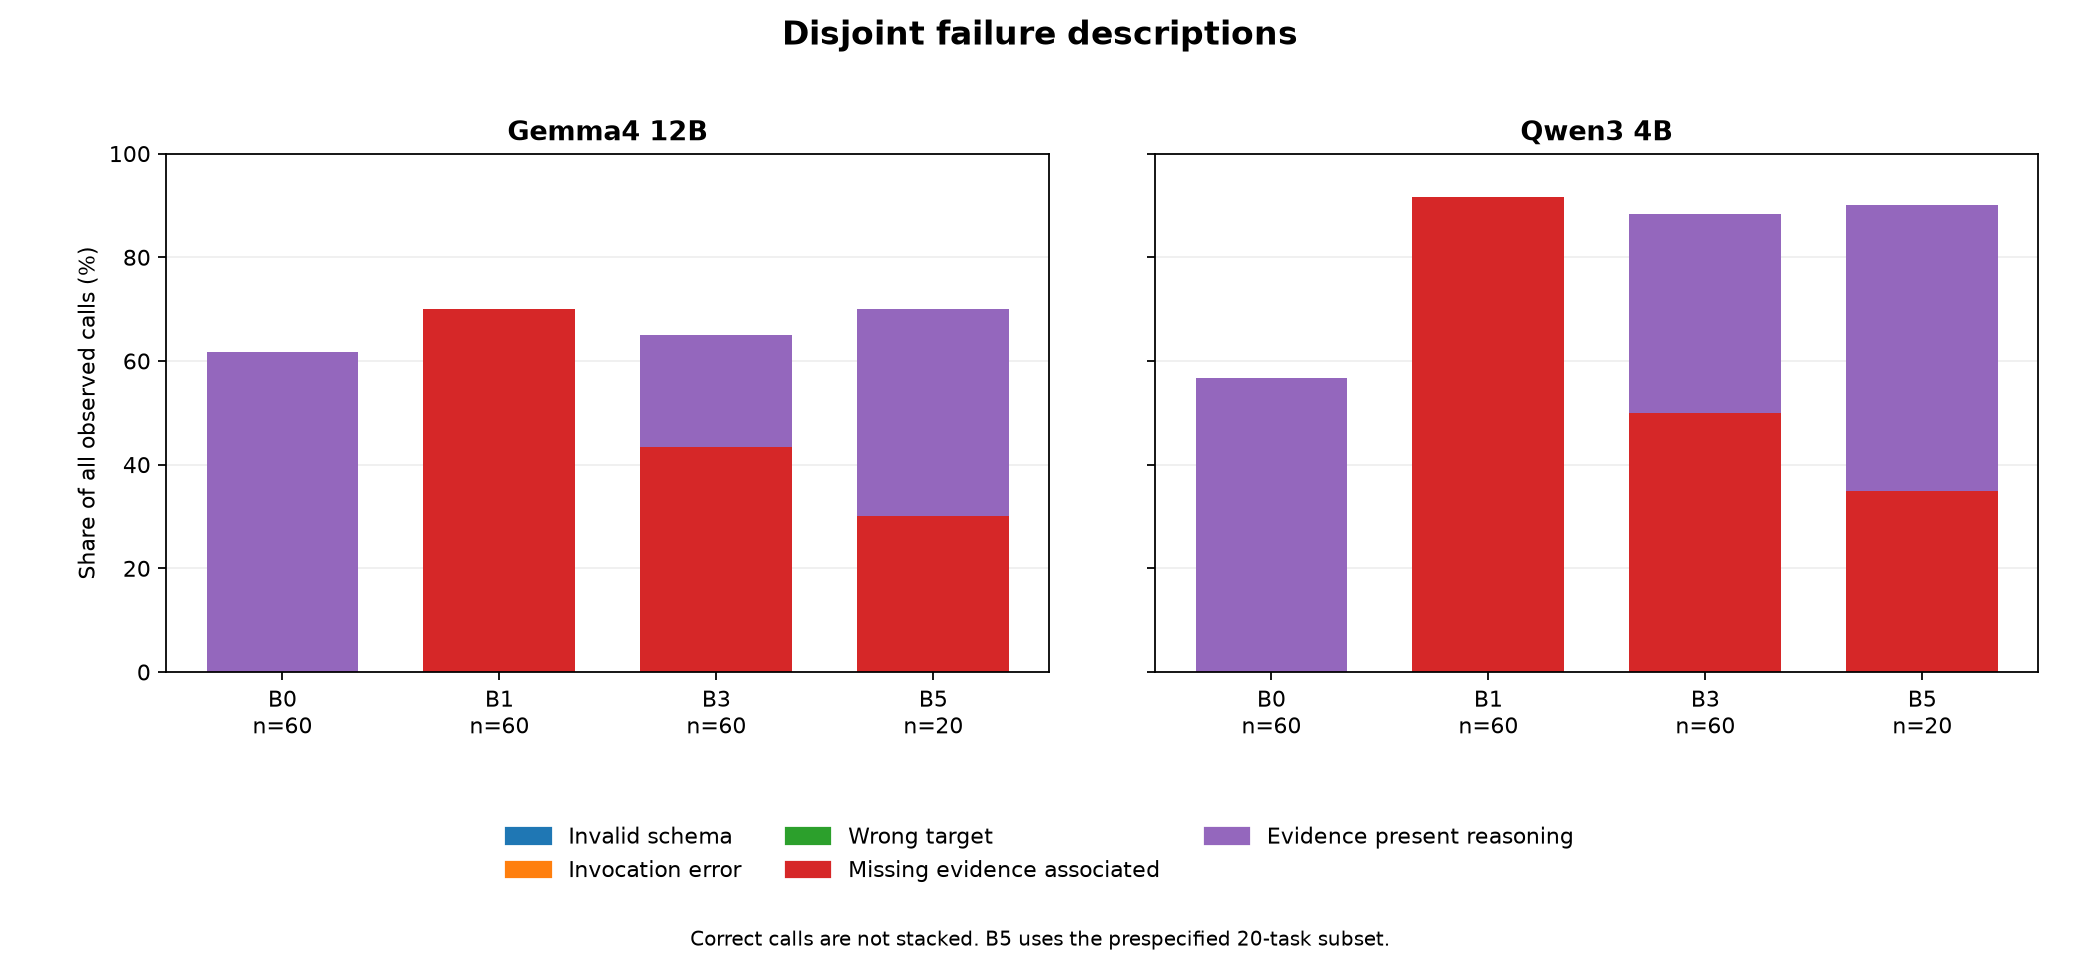 Disjoint failure descriptions
Gemma4 12B
Qwen3 4B
Share of all observed calls (%)
100
80
60
40
20
0
B0
n=60
B1
n=60
B3
n=60
B5
n=20
B0
n=60
B1
n=60
B3
n=60
B5
n=20
Invalid schema
Invocation error
Wrong target
Missing evidence associated
Evidence present reasoning
Correct calls are not stacked. B5 uses the prespecified 20-task subset.